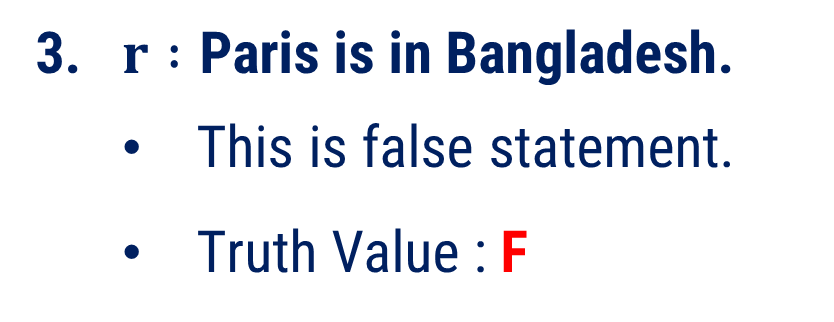 3. r : Paris is in Bangladesh.
• This is false statement.
• Truth Value : F